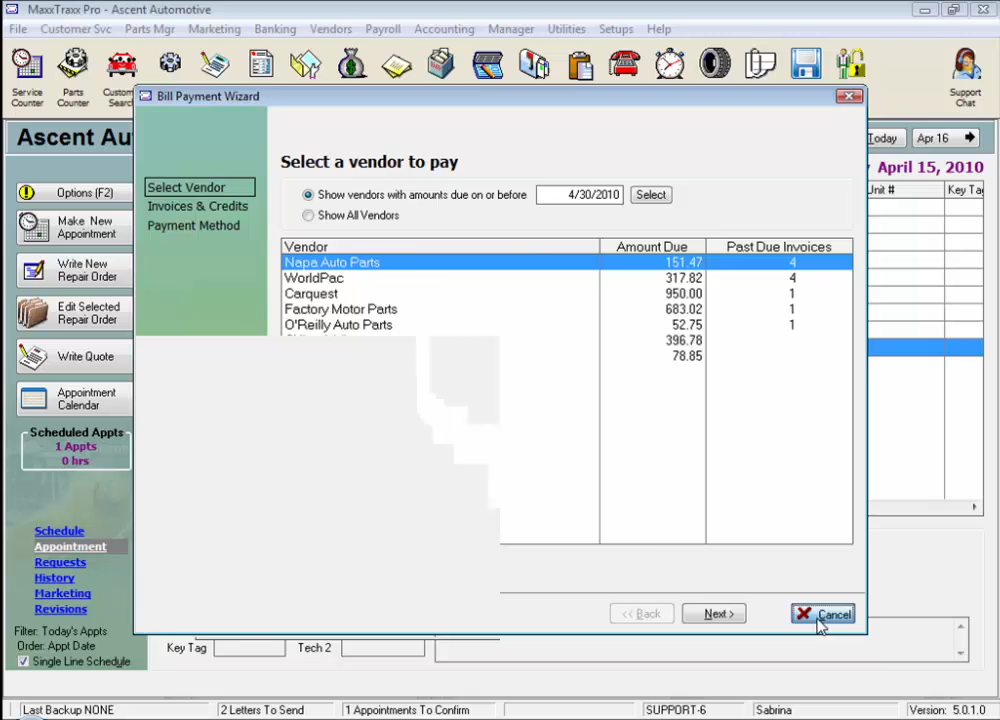 MaxxTraxx Pro - Ascent Automotive
File Customer Svc Parts Mgr Marketing Banking Vendors Payroll Accounting Manager Utilities Setups Help
Service Counter
Parts Counter
Support Chat
Bill Payment Wizard
Ascent Au
Today Apr 16
April 15, 2010
Unit # Key Tag
Options (F2)
Make New Appointment
Write New Repair Order
Edit Selected Repair Order
Write Quote
Appointment Calendar
Scheduled Appts
1 Appts
0 hrs
Schedule
Appointment
Requests
History
Marketing
Revisions
Filter: Today's Appts
Order: Appt Date
Single Line Schedule
Select Vendor
Invoices & Credits
Payment Method
Select a vendor to pay
Show vendors with amounts due on or before 4/30/2010 Select
Show All Vendors
Vendor Amount Due Past Due Invoices
Napa Auto Parts 151.47 4
WorldPac 317.82 4
Carquest 950.00 1
Factory Motor Parts 683.02 1
O'Reilly Auto Parts 52.75 1
396.78
78.85
<< Back Next > Cancel
Key Tag Tech 2
Last Backup NONE 2 Letters To Send 1 Appointments To Confirm SUPPORT-6 Sabrina Version: 5.0.1.0